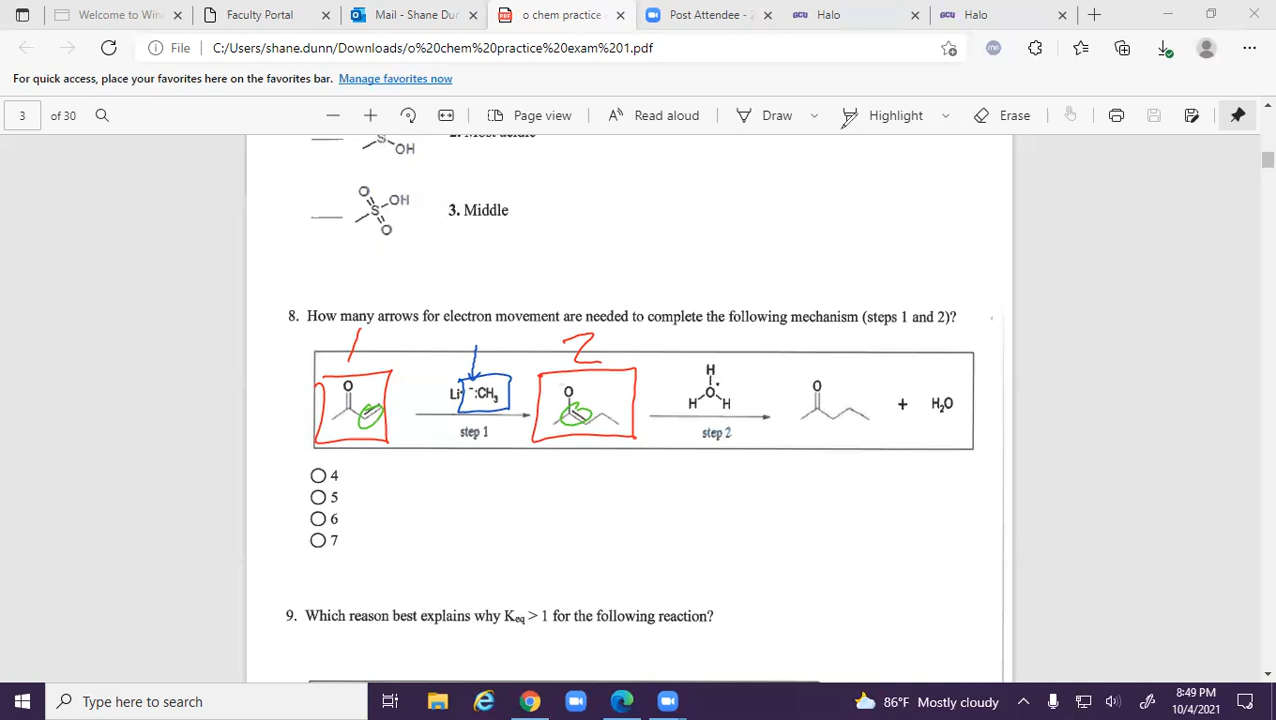 Welcome to Win
Faculty Portal
Mail - Shane Dun
o chem practice
Post Attendee - Z
GCU Halo
GCU Halo
File C:/Users/shane.dunn/Downloads/o%20chem%20practice%20exam%201.pdf
For quick access, place your favorites here on the favorites bar. Manage favorites now
3 of 30
Page view
Read aloud
Draw
Highlight
Erase
S OH
2. Most acidic
O OH
S
O
3. Middle
8. How many arrows for electron movement are needed to complete the following mechanism (steps 1 and 2)?
1
2
O
Li ⁻:CH₃
step 1
O
H
H O H
step 2
O
+ H₂O
4
5
6
7
9. Which reason best explains why Keq > 1 for the following reaction?
Type here to search
86°F Mostly cloudy
8:49 PM
10/4/2021